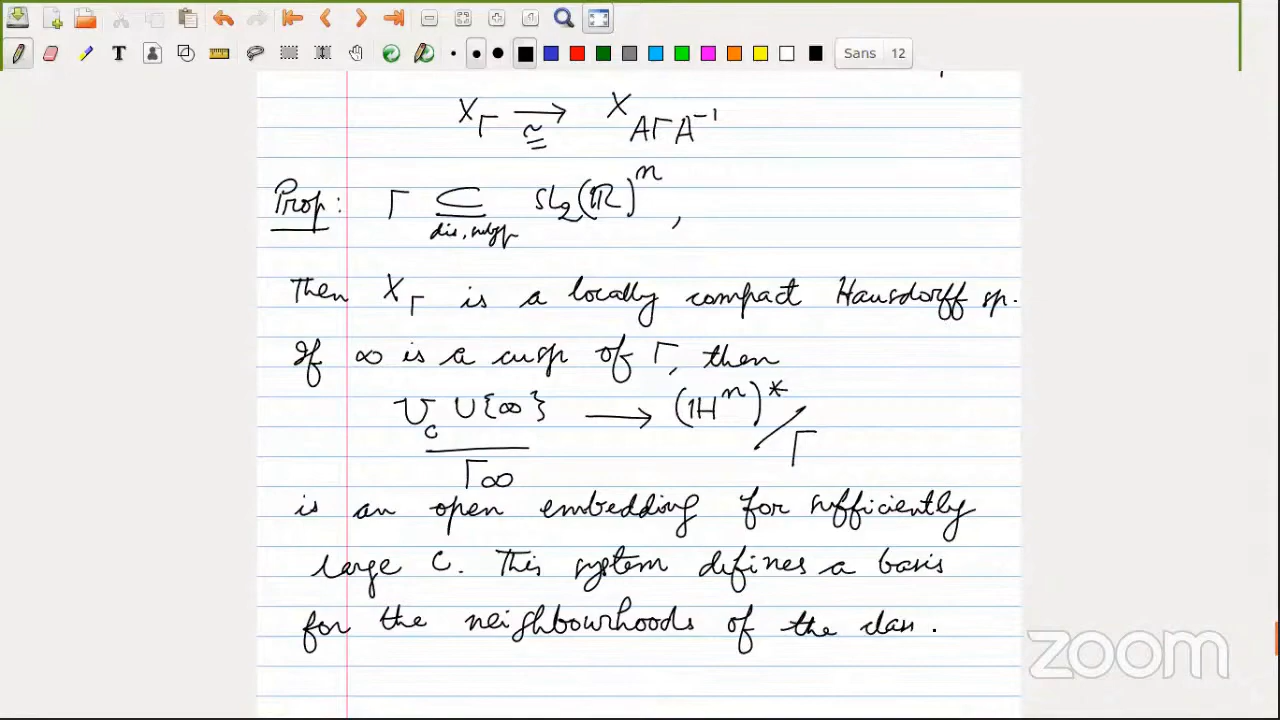 Sans 12
X_Γ ⟶≅ X_{AΓA^{-1}}
Prop: Γ ⊆ SL_2(ℝ)^n,
dis. subgp
Then X_Γ is a locally compact Hausdorff sp.
If ∞ is a cusp of Γ, then
U_c ∪ {∞} ⟶ (ℍ^n)^* / Γ
Γ∞
is an open embedding for sufficiently
large C. This system defines a basis
for the neighbourhoods of the class.
zoom